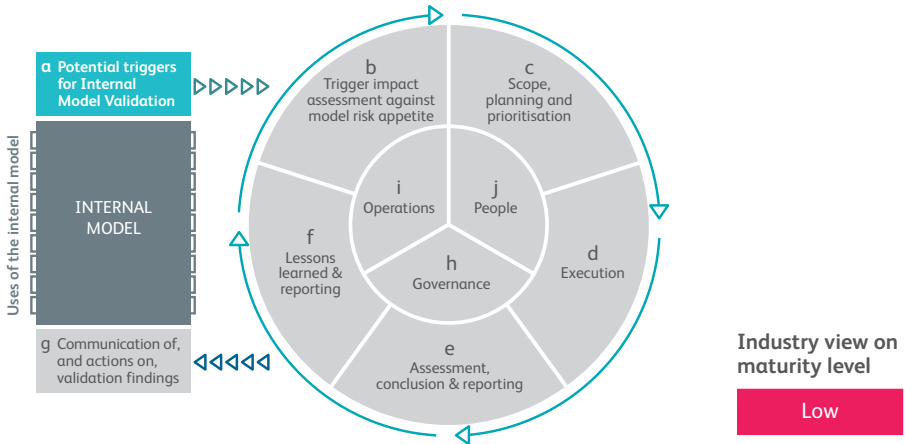 a Potential triggers
for Internal
Model Validation
Uses of the internal model
INTERNAL
MODEL
g Communication of,
and actions on,
validation findings
b
Trigger impact
assessment against
model risk appetite
c
Scope,
planning and
prioritisation
i
Operations
j
People
f
Lessons
learned &
reporting
h
Governance
d
Execution
e
Assessment,
conclusion & reporting
Industry view on
maturity level
Low